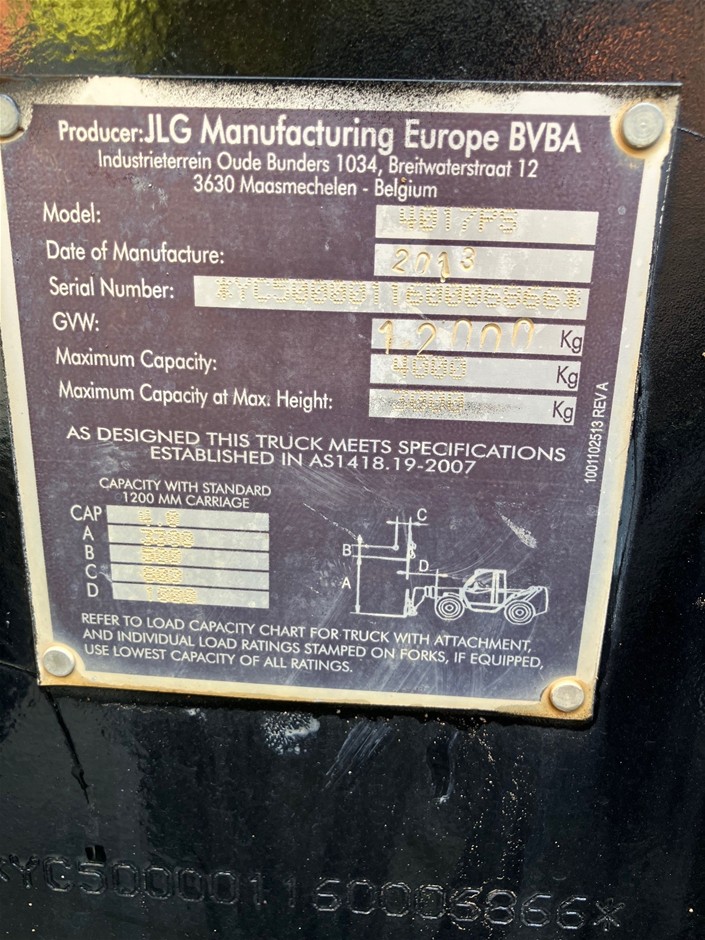 Producer: JLG Manufacturing Europe BVBA
Industrieterrein Oude Bunders 1034, Breitwaterstraat 12
3630 Maasmechelen - Belgium
Model: 4017PS
Date of Manufacture: 2013
Serial Number:
GVW: 12000 Kg
Maximum Capacity: 4000 Kg
Maximum Capacity at Max. Height: Kg
1001102513 REV A
AS DESIGNED THIS TRUCK MEETS SPECIFICATIONS
ESTABLISHED IN AS1418.19-2007
CAPACITY WITH STANDARD
1200 MM CARRIAGE
CAP
A
B
C 600
D
C
B
D
A
REFER TO LOAD CAPACITY CHART FOR TRUCK WITH ATTACHMENT,
AND INDIVIDUAL LOAD RATINGS STAMPED ON FORKS, IF EQUIPPED,
USE LOWEST CAPACITY OF ALL RATINGS.